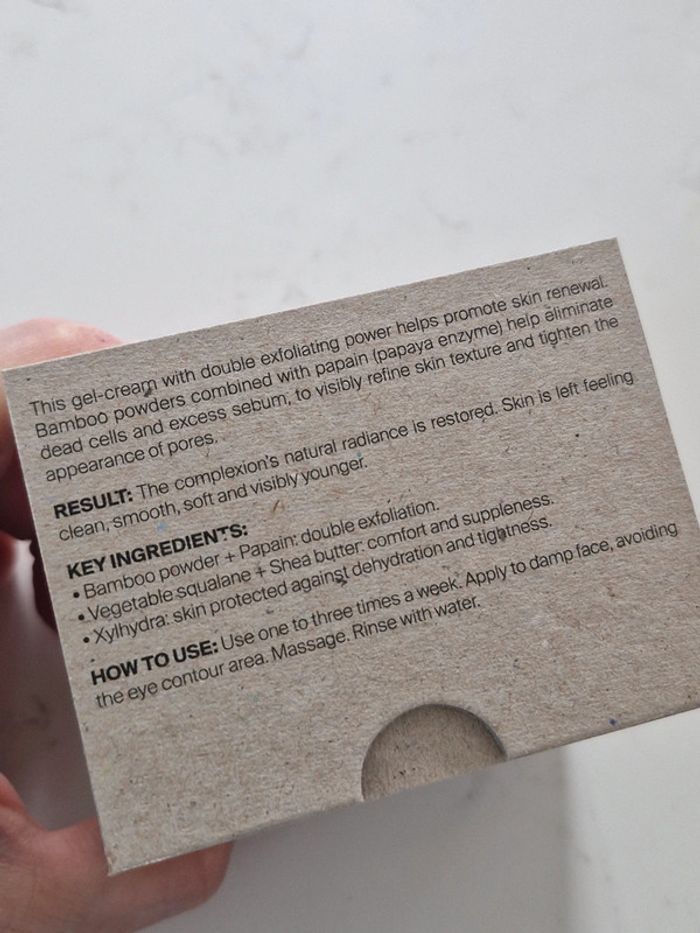 This gel-cream with double exfoliating power helps promote skin renewal.
Bamboo powders combined with papain (papaya enzyme) help eliminate
dead cells and excess sebum, to visibly refine skin texture and tighten the
appearance of pores.
RESULT: The complexion's natural radiance is restored. Skin is left feeling
clean, smooth, soft and visibly younger.
KEY INGREDIENTS:
• Bamboo powder + Papain: double exfoliation.
• Vegetable squalane + Shea butter: comfort and suppleness.
• Xylhydra: skin protected against dehydration and tightness.
HOW TO USE: Use one to three times a week. Apply to damp face, avoiding
the eye contour area. Massage. Rinse with water.